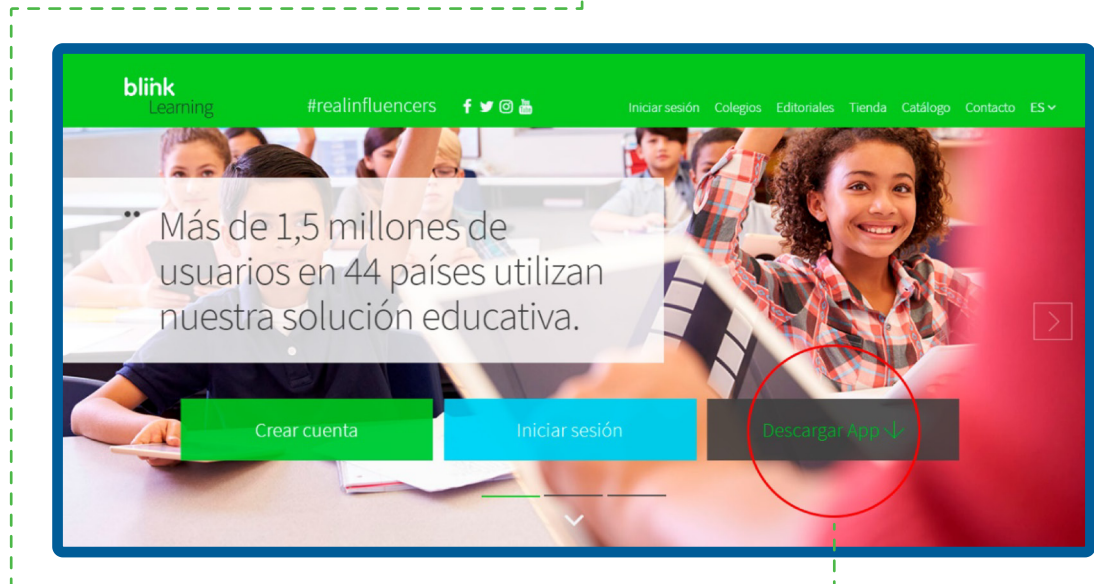 blink
Learning
#realinfluencers
Iniciar sesión Colegios Editoriales Tienda Catálogo Contacto ES
Más de 1,5 millones de
usuarios en 44 países utilizan
nuestra solución educativa.
Crear cuenta
Iniciar sesión
Descargar App